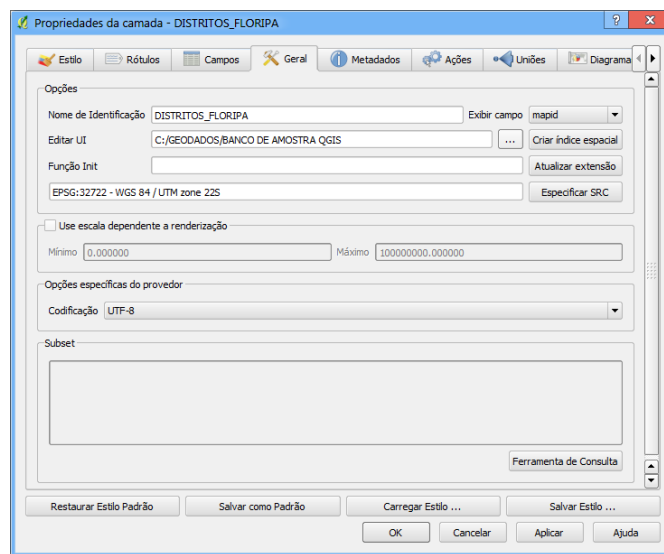 Propriedades da camada - DISTRITOS_FLORIPA
Estilo Rótulos Campos Geral Metadados Ações Uniões Diagrama
Opções
Nome de Identificação DISTRITOS_FLORIPA Exibir campo mapid
Editar UI C:/GEODADOS/BANCO DE AMOSTRA QGIS ... Criar índice espacial
Função Init Atualizar extensão
EPSG:32722 - WGS 84 / UTM zone 22S Especificar SRC
Use escala dependente a renderização
Mínimo 0.000000 Máximo 100000000.000000
Opções específicas do provedor
Codificação UTF-8
Subset
Ferramenta de Consulta
Restaurar Estilo Padrão Salvar como Padrão Carregar Estilo ... Salvar Estilo ...
OK Cancelar Aplicar Ajuda